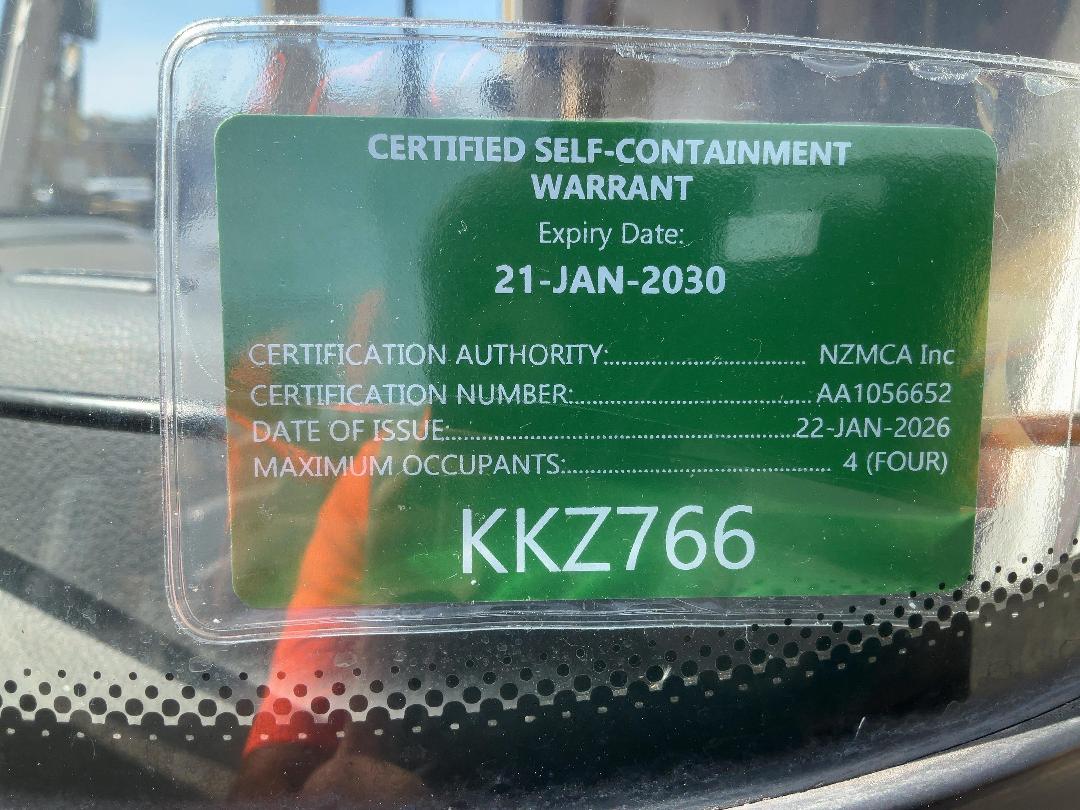 CERTIFIED SELF-CONTAINMENT
WARRANT
Expiry Date:
21-JAN-2030
CERTIFICATION AUTHORITY:................................... NZMCA Inc
CERTIFICATION NUMBER:..........................................AA1056652
DATE OF ISSUE:..............................................................22-JAN-2026
MAXIMUM OCCUPANTS:............................................... 4 (FOUR)
KKZ766